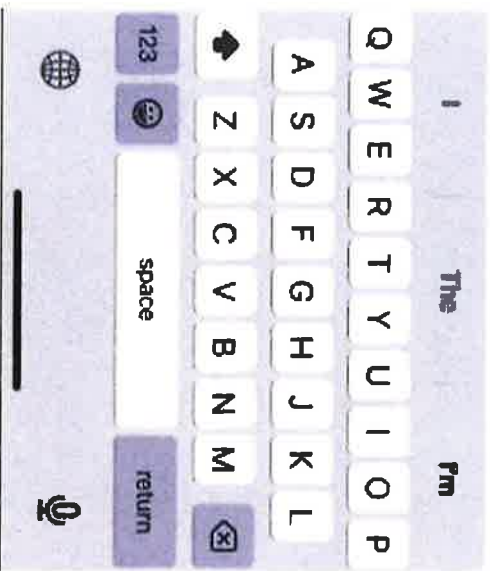 I The I'm
Q W E R T Y U I O P
A S D F G H J K L
Z X C V B N M
123 space return